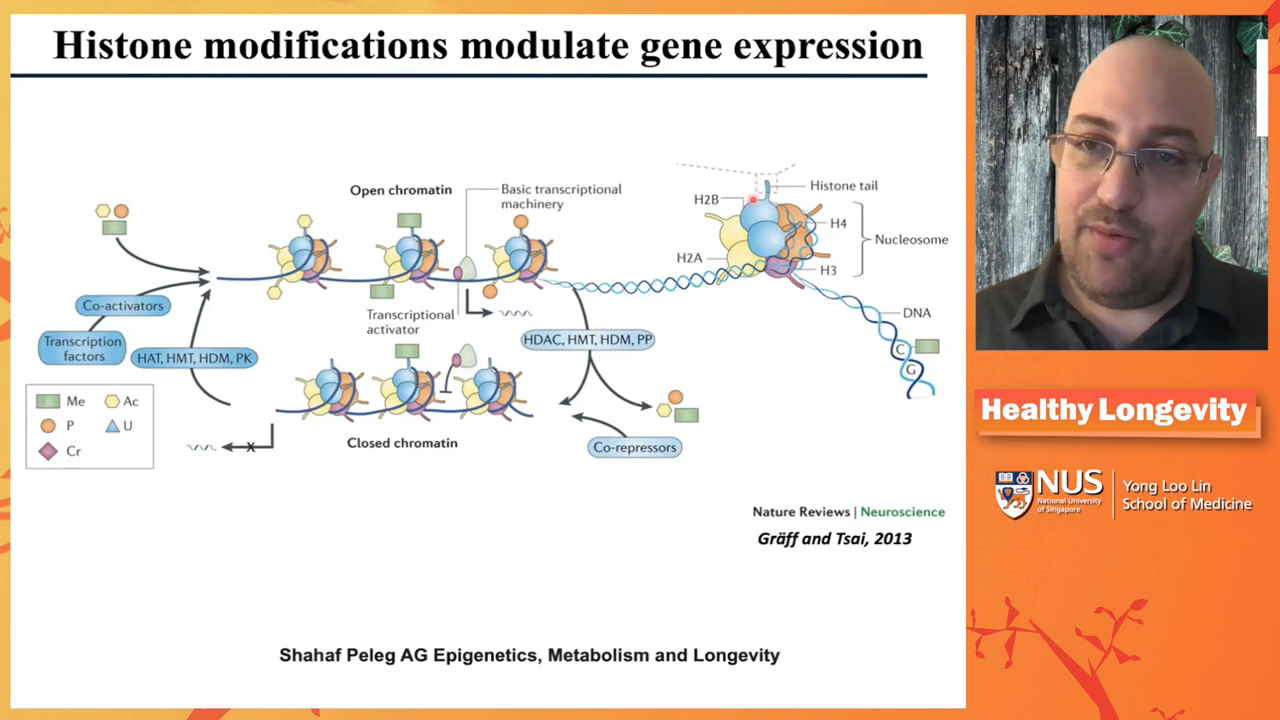 Histone modifications modulate gene expression
Open chromatin
Basic transcriptional
machinery
Histone tail
H2B
H4
Nucleosome
H2A
H3
Co-activators
Transcription
factors
HAT, HMT, HDM, PK
Transcriptional
activator
HDAC, HMT, HDM, PP
DNA
C
G
Me
Ac
P
U
Cr
x
Closed chromatin
Co-repressors
Nature Reviews | Neuroscience
Gräff and Tsai, 2013
Shahaf Peleg AG Epigenetics, Metabolism and Longevity
Healthy Longevity
NUS
National University
of Singapore
Yong Loo Lin
School of Medicine